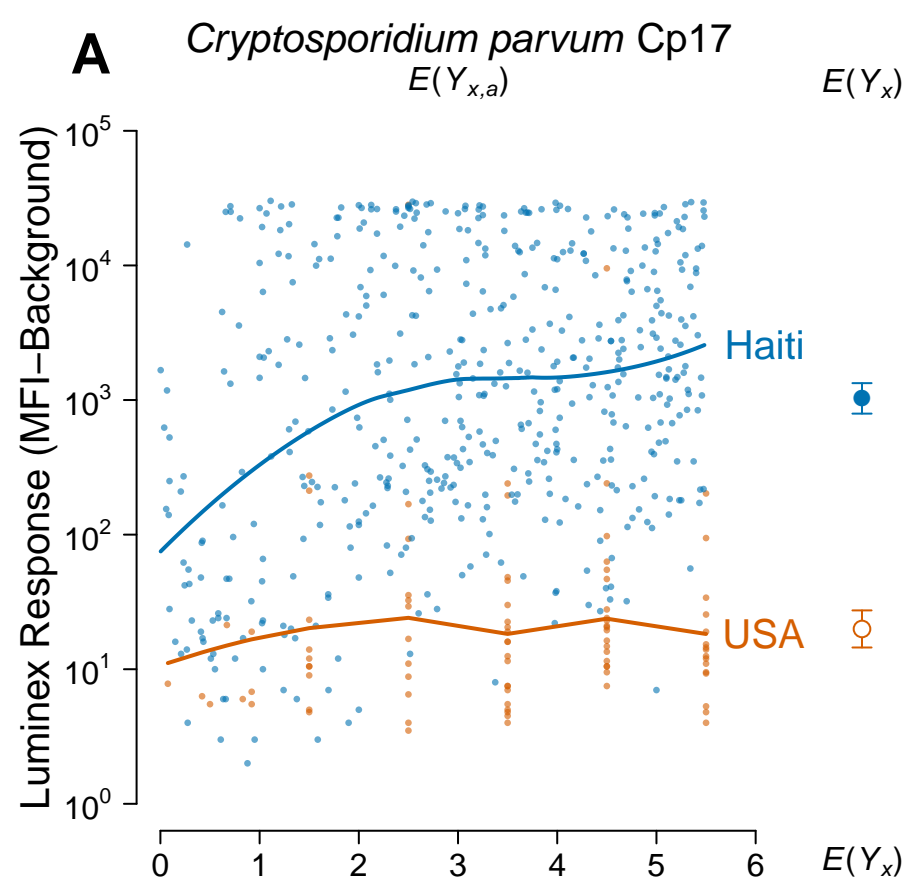 A
Cryptosporidium parvum Cp17
E(Yx,a)
E(Yx)
Luminex Response (MFI–Background)
10^5
10^4
10^3
10^2
10^1
10^0
Haiti
USA
0 1 2 3 4 5 6
E(Yx)